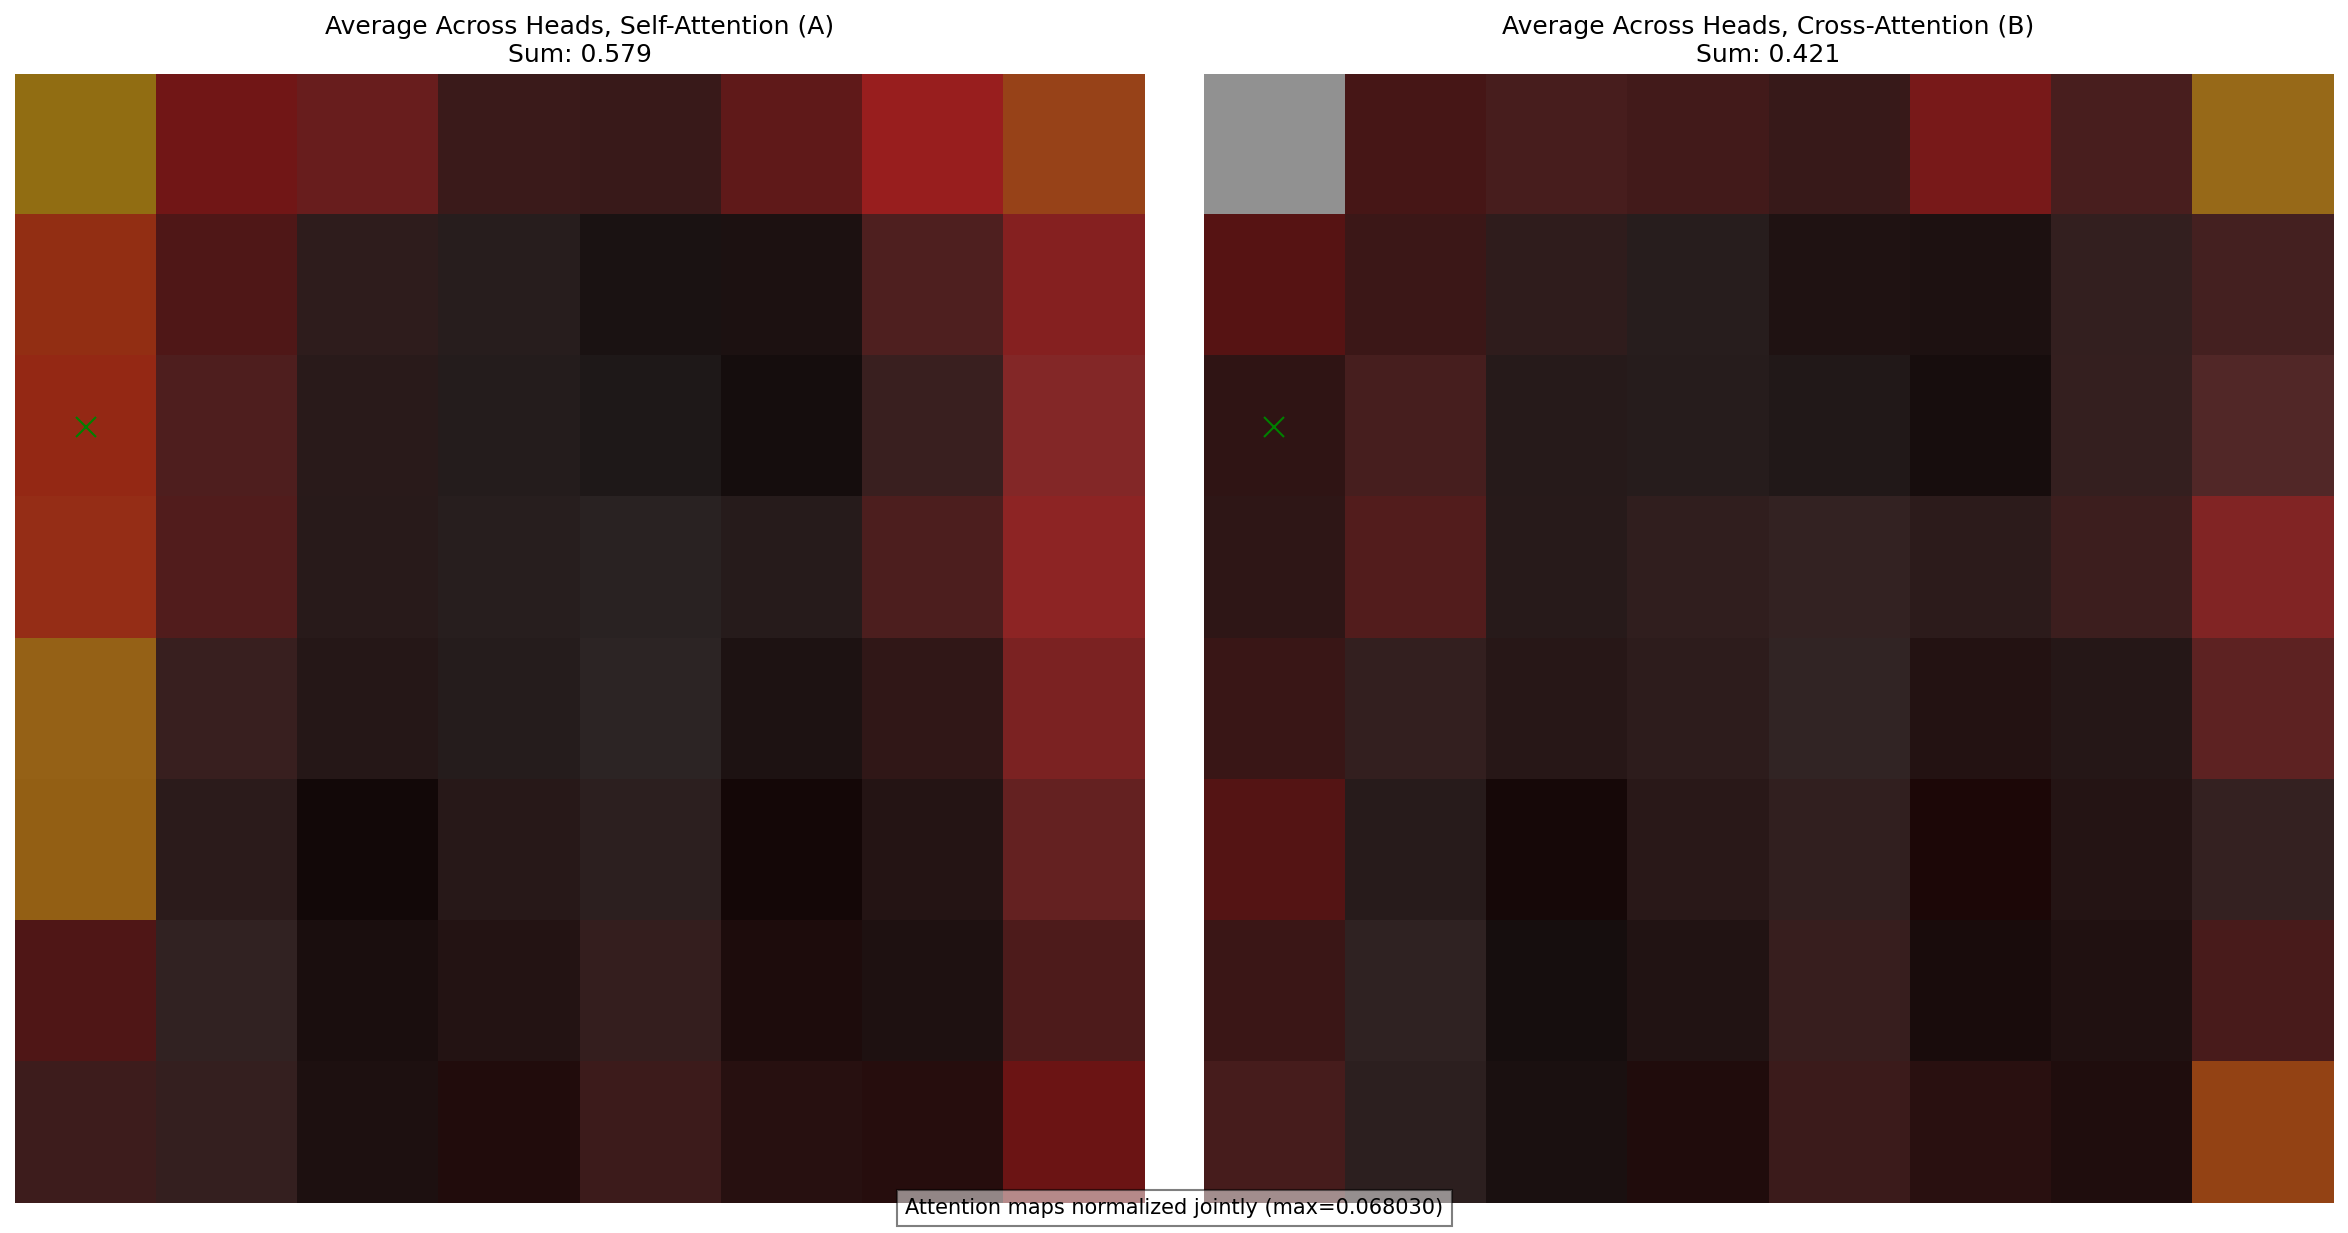 Average Across Heads, Self-Attention (A)
Sum: 0.579
Average Across Heads, Cross-Attention (B)
Sum: 0.421
Attention maps normalized jointly (max=0.068030)